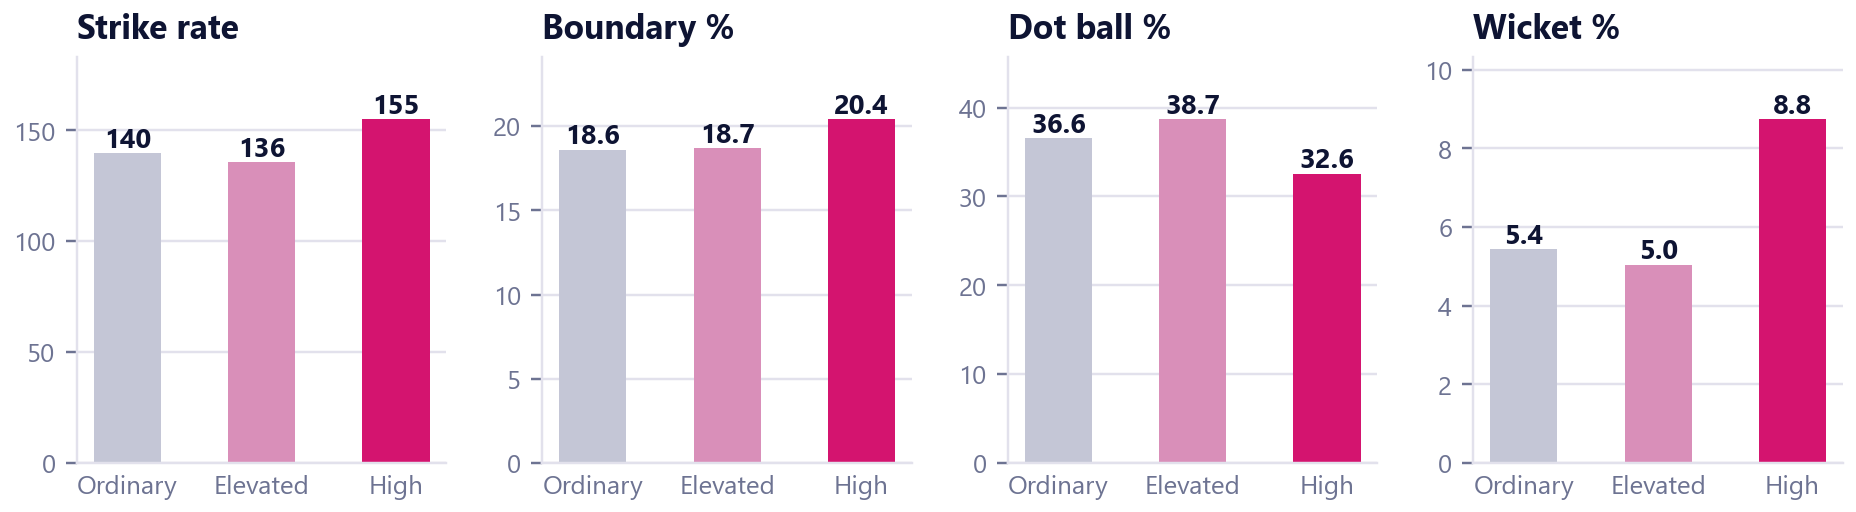 Strike rate
150
100
50
0
140
136
155
Ordinary
Elevated
High
Boundary %
20
15
10
5
0
18.6
18.7
20.4
Ordinary
Elevated
High
Dot ball %
40
30
20
10
0
36.6
38.7
32.6
Ordinary
Elevated
High
Wicket %
10
8
6
4
2
0
5.4
5.0
8.8
Ordinary
Elevated
High